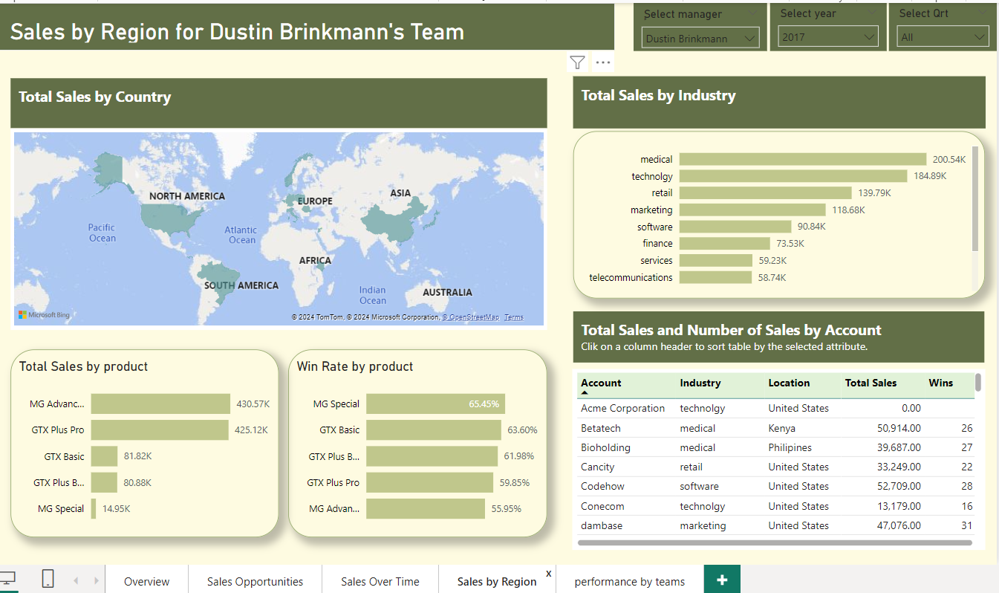 Sales by Region for Dustin Brinkmann's Team
Select manager
Dustin Brinkmann
Select year
2017
Select Qrt
All
Total Sales by Country
NORTH AMERICA
EUROPE
ASIA
Pacific
Ocean
Atlantic
Ocean
AFRICA
SOUTH AMERICA
Indian
Ocean
AUSTRALIA
Microsoft Bing
© 2024 TomTom, © 2024 Microsoft Corporation, © OpenStreetMap Terms
Total Sales by Industry
medical 200.54K
technolgy 184.89K
retail 139.79K
marketing 118.68K
software 90.84K
finance 73.53K
services 59.23K
telecommunications 58.74K
Total Sales by product
MG Advanc... 430.57K
GTX Plus Pro 425.12K
GTX Basic 81.82K
GTX Plus B... 80.88K
MG Special 14.95K
Win Rate by product
MG Special 65.45%
GTX Basic 63.60%
GTX Plus B... 61.98%
GTX Plus Pro 59.85%
MG Advan... 55.95%
Total Sales and Number of Sales by Account
Clik on a column header to sort table by the selected attribute.
Account Industry Location Total Sales Wins
Acme Corporation technolgy United States 0.00
Betatech medical Kenya 50,914.00 26
Bioholding medical Philipines 39,687.00 27
Cancity retail United States 33,249.00 22
Codehow software United States 52,709.00 28
Conecom technolgy United States 13,179.00 16
dambase marketing United States 47,076.00 31
Overview
Sales Opportunities
Sales Over Time
Sales by Region
x
performance by teams
+